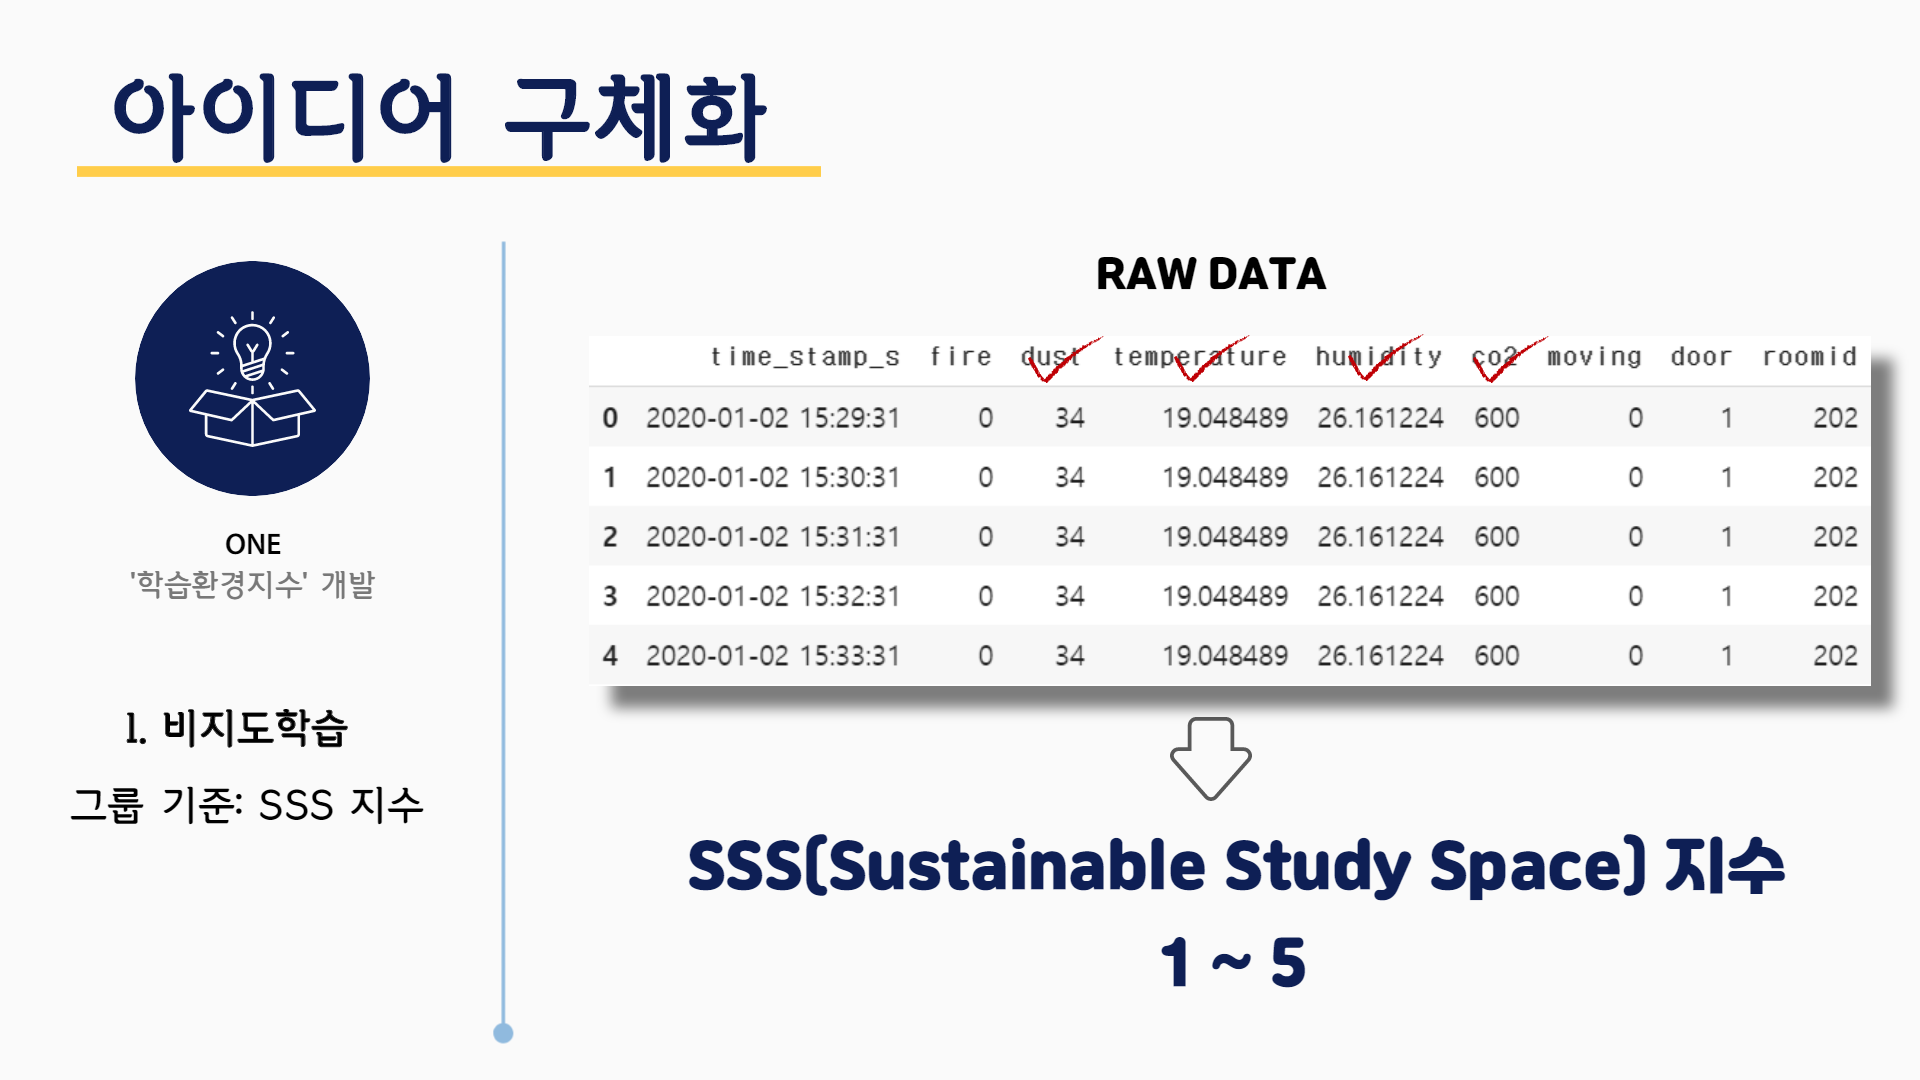 아이디어 구체화
ONE
'학습환경지수' 개발
1. 비지도학습
그룹 기준: SSS 지수
RAW DATA
time_stamp_s fire dust temperature humidity co2 moving door roomid
0 2020-01-02 15:29:31 0 34 19.048489 26.161224 600 0 1 202
1 2020-01-02 15:30:31 0 34 19.048489 26.161224 600 0 1 202
2 2020-01-02 15:31:31 0 34 19.048489 26.161224 600 0 1 202
3 2020-01-02 15:32:31 0 34 19.048489 26.161224 600 0 1 202
4 2020-01-02 15:33:31 0 34 19.048489 26.161224 600 0 1 202
SSS(Sustainable Study Space) 지수
1 ~ 5